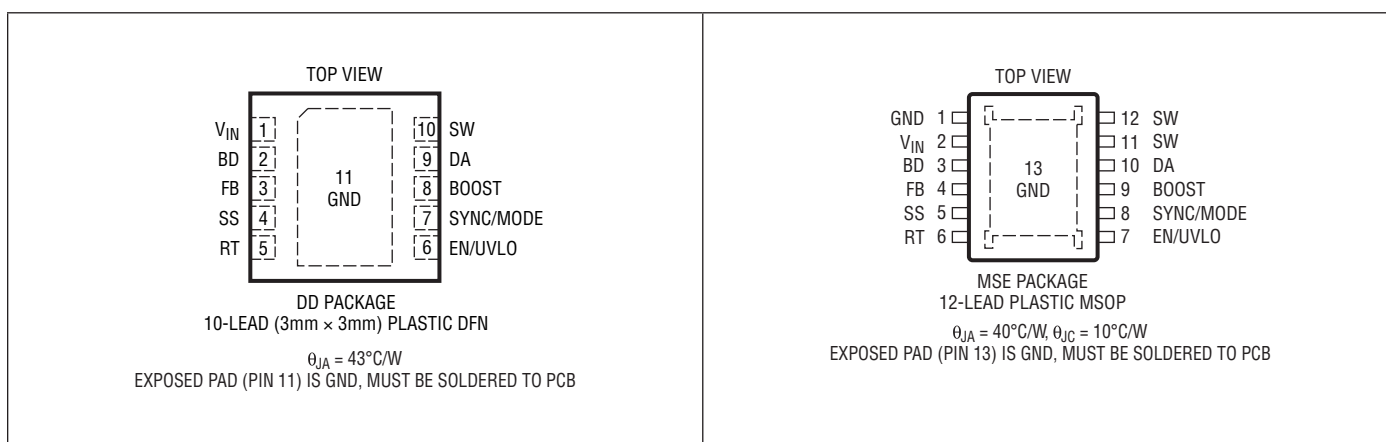 TOP VIEW
VIN 1
BD 2
FB 3
SS 4
RT 5
11
GND
10 SW
9 DA
8 BOOST
7 SYNC/MODE
6 EN/UVLO
DD PACKAGE
10-LEAD (3mm × 3mm) PLASTIC DFN
θJA = 43°C/W
EXPOSED PAD (PIN 11) IS GND, MUST BE SOLDERED TO PCB
TOP VIEW
GND 1
VIN 2
BD 3
FB 4
SS 5
RT 6
13
GND
12 SW
11 SW
10 DA
9 BOOST
8 SYNC/MODE
7 EN/UVLO
MSE PACKAGE
12-LEAD PLASTIC MSOP
θJA = 40°C/W, θJC = 10°C/W
EXPOSED PAD (PIN 13) IS GND, MUST BE SOLDERED TO PCB